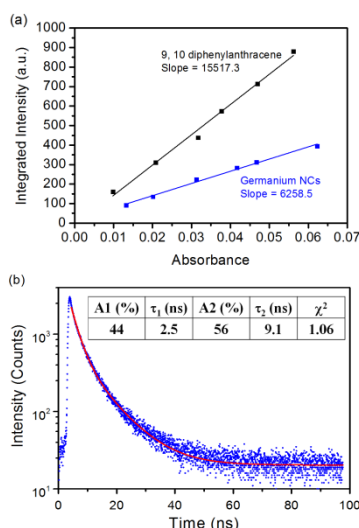 (a)
900
800
700
600
500
400
300
200
100
0
Integrated Intensity (a.u.)
9, 10 diphenylanthracene
Slope = 15517.3
Germanium NCs
Slope = 6258.5
0.00 0.01 0.02 0.03 0.04 0.05 0.06 0.07
Absorbance
(b)
A1 (%) τ₁ (ns) A2 (%) τ₂ (ns) χ²
44 2.5 56 9.1 1.06
10³
10²
10¹
Intensity (Counts)
0 20 40 60 80 100
Time (ns)